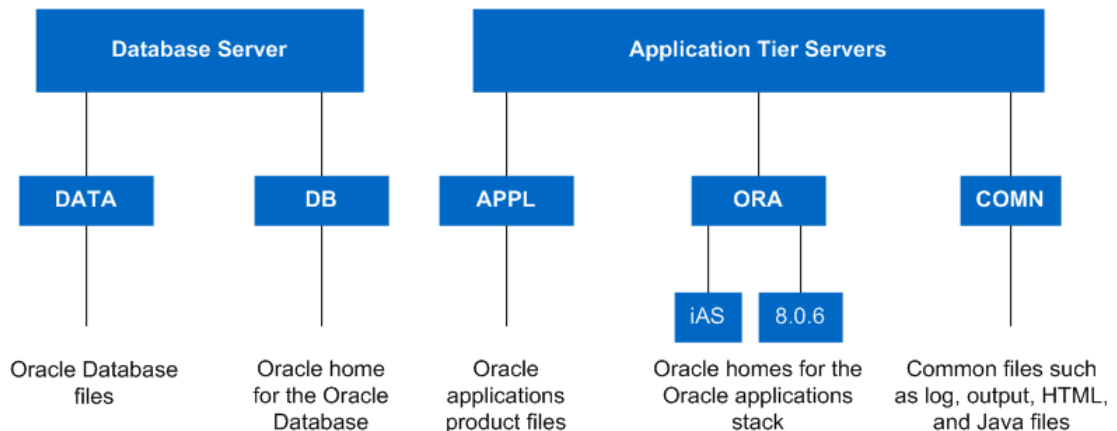 Database Server
Application Tier Servers
DATA
DB
APPL
ORA
COMN
iAS
8.0.6
Oracle Database
files
Oracle home
for the Oracle
Database
Oracle
applications
product files
Oracle homes for the
Oracle applications
stack
Common files such
as log, output, HTML,
and Java files